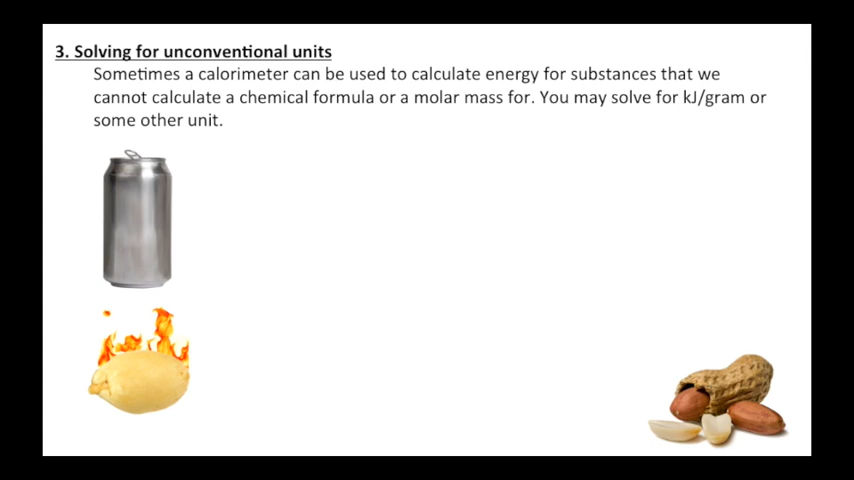 3. Solving for unconventional units
Sometimes a calorimeter can be used to calculate energy for substances that we
cannot calculate a chemical formula or a molar mass for. You may solve for kJ/gram or
some other unit.